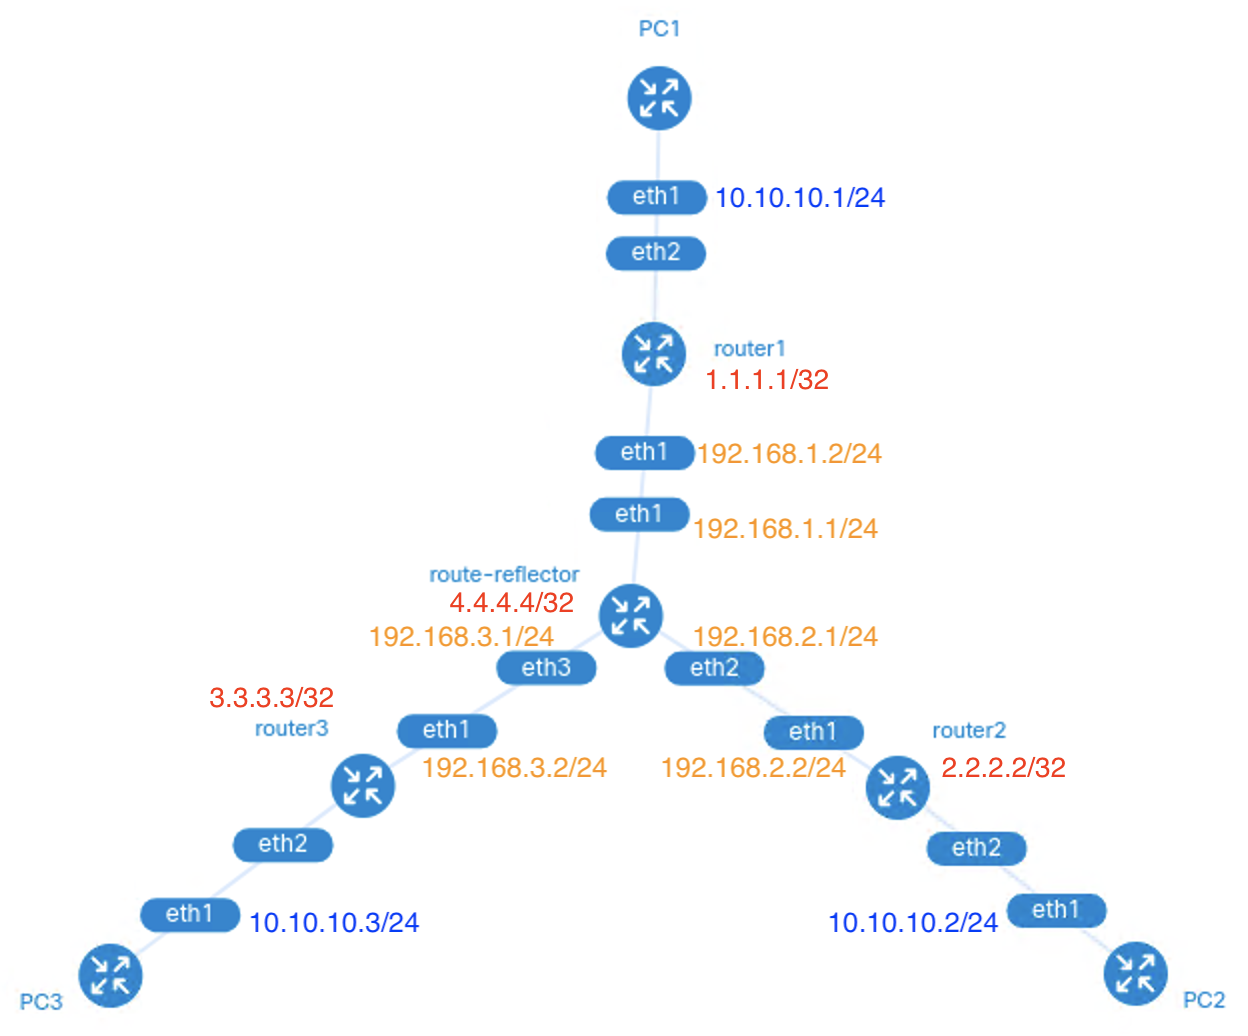 PC1
eth1
10.10.10.1/24
eth2
router1
1.1.1.1/32
eth1
192.168.1.2/24
eth1
192.168.1.1/24
route-reflector
4.4.4.4/32
192.168.3.1/24
192.168.2.1/24
eth3
eth2
3.3.3.3/32
router3
eth1
192.168.3.2/24
eth1
192.168.2.2/24
router2
2.2.2.2/32
eth2
eth2
eth1
10.10.10.3/24
10.10.10.2/24
eth1
PC3
PC2